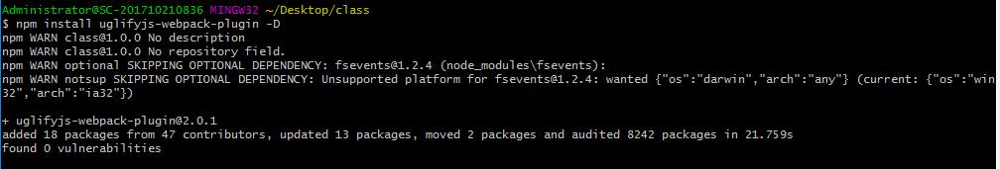 Administrator@SC-201710210836 MINGW32 ~/Desktop/class
$ npm install uglifyjs-webpack-plugin -D
npm WARN class@1.0.0 No description
npm WARN class@1.0.0 No repository field.
npm WARN optional SKIPPING OPTIONAL DEPENDENCY: fsevents@1.2.4 (node_modules\fsevents):
npm WARN notsup SKIPPING OPTIONAL DEPENDENCY: Unsupported platform for fsevents@1.2.4: wanted {"os":"darwin","arch":"any"} (current: {"os":"win
32","arch":"ia32"})
+ uglifyjs-webpack-plugin@2.0.1
added 18 packages from 47 contributors, updated 13 packages, moved 2 packages and audited 8242 packages in 21.759s
found 0 vulnerabilities